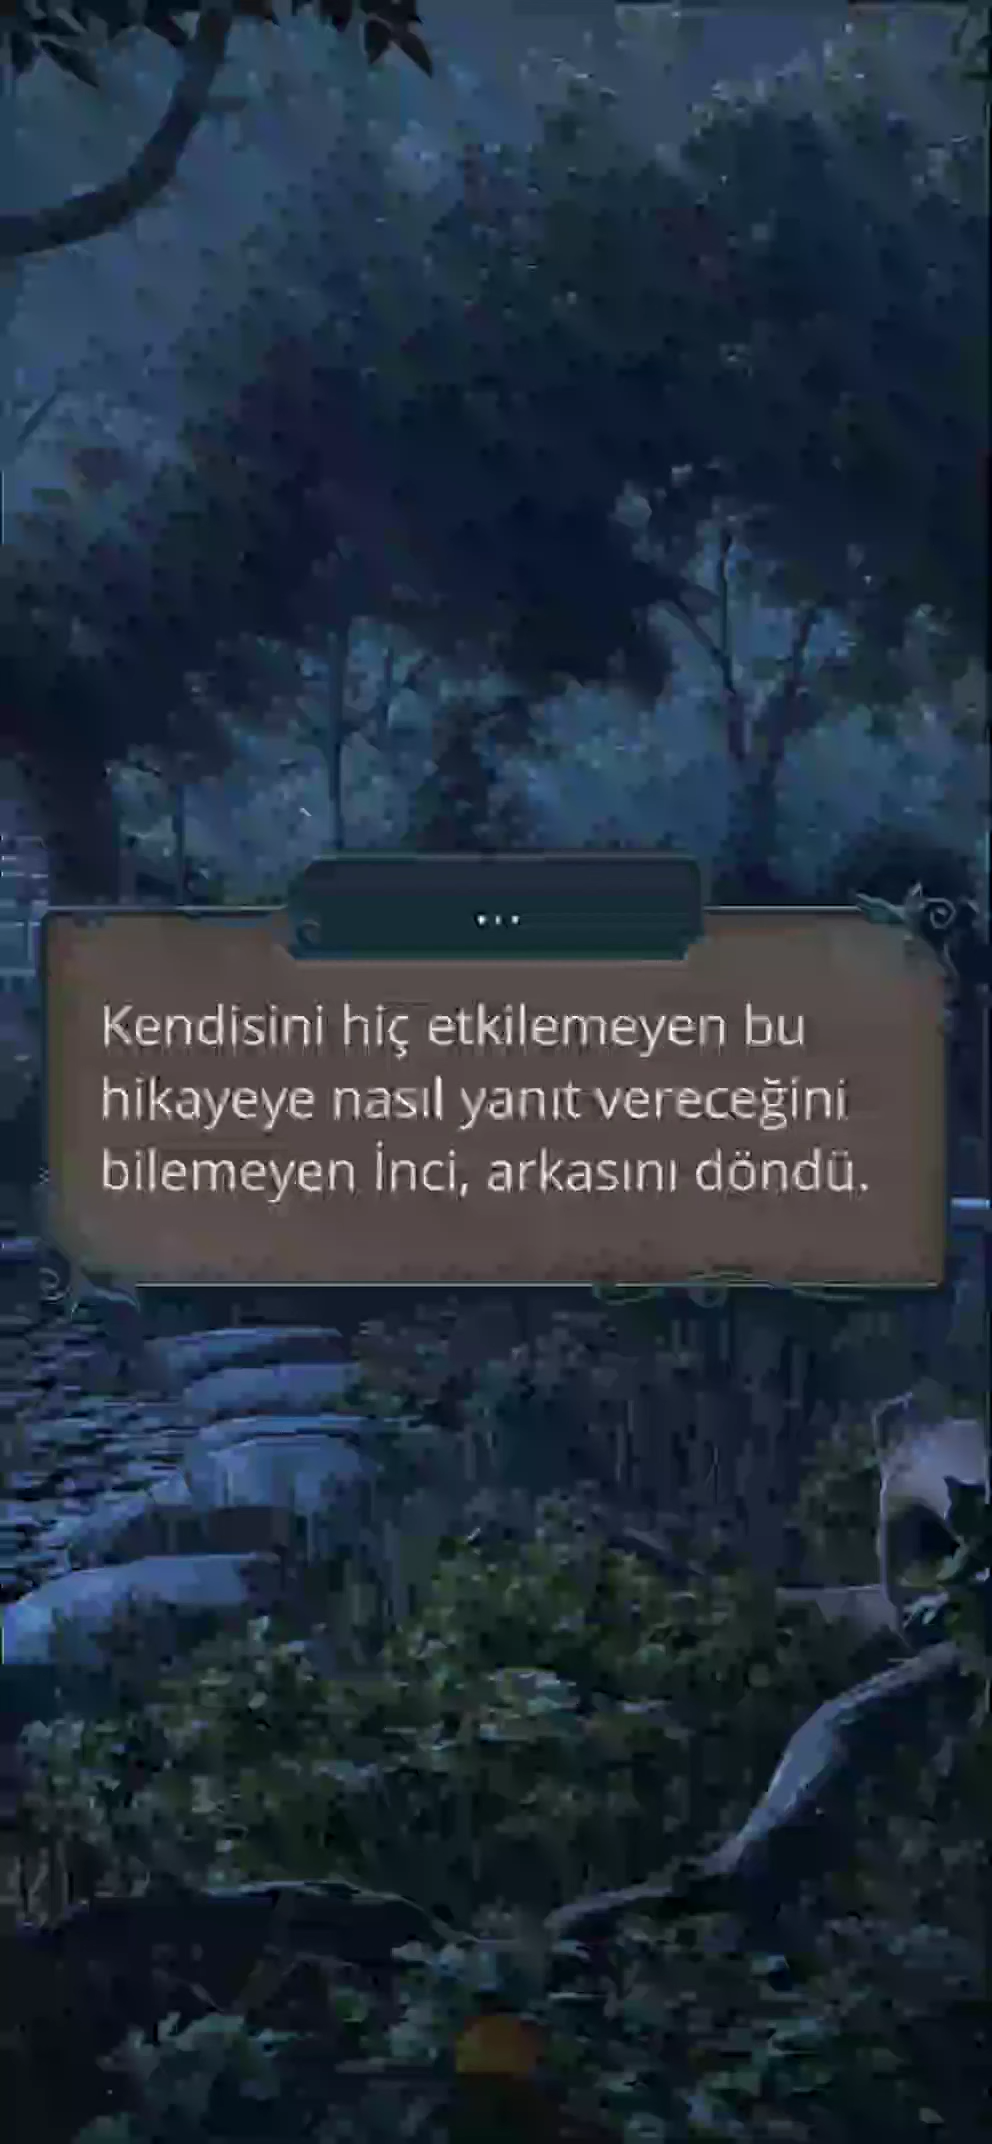 ...
Kendisini hiç etkilemeyen bu
hikayeye nasıl yanıt vereceğini
bilemeyen İnci, arkasını döndü.